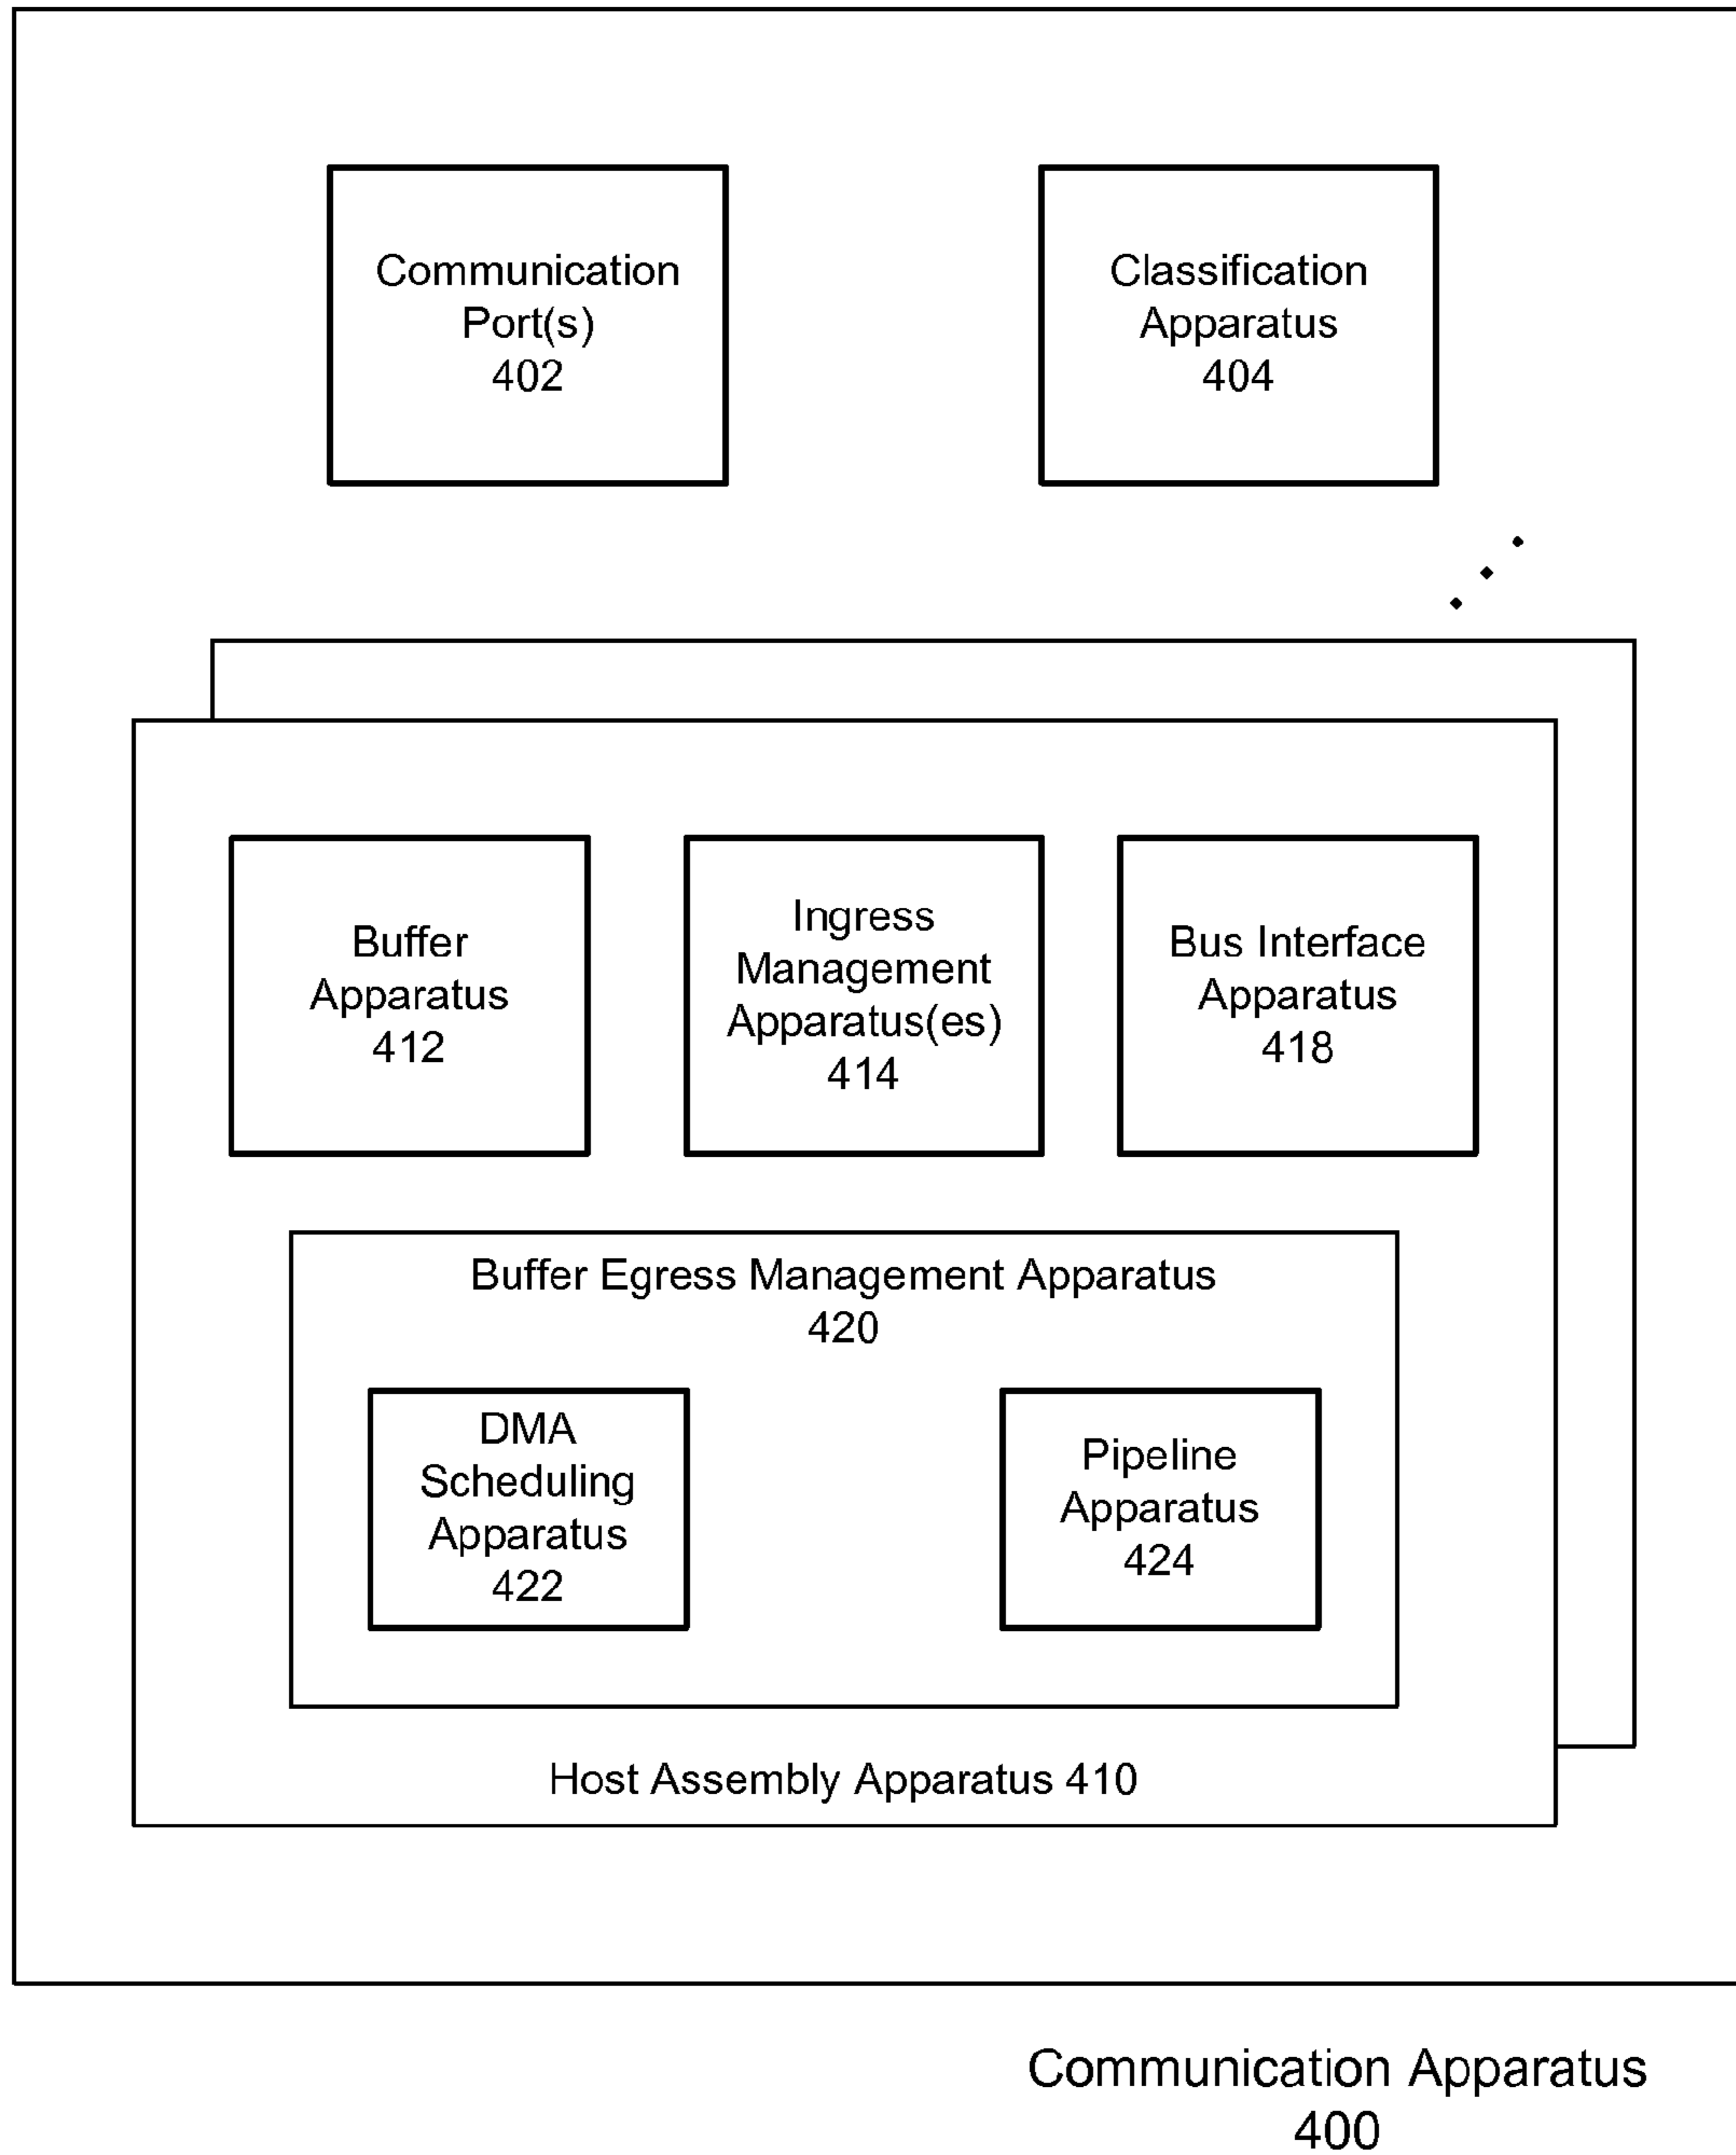 Communication
Port(s)
402
Classification
Apparatus
404
Buffer
Apparatus
412
Ingress
Management
Apparatus(es)
414
Bus Interface
Apparatus
418
Buffer Egress Management Apparatus
420
DMA
Scheduling
Apparatus
422
Pipeline
Apparatus
424
Host Assembly Apparatus 410
Communication Apparatus
400